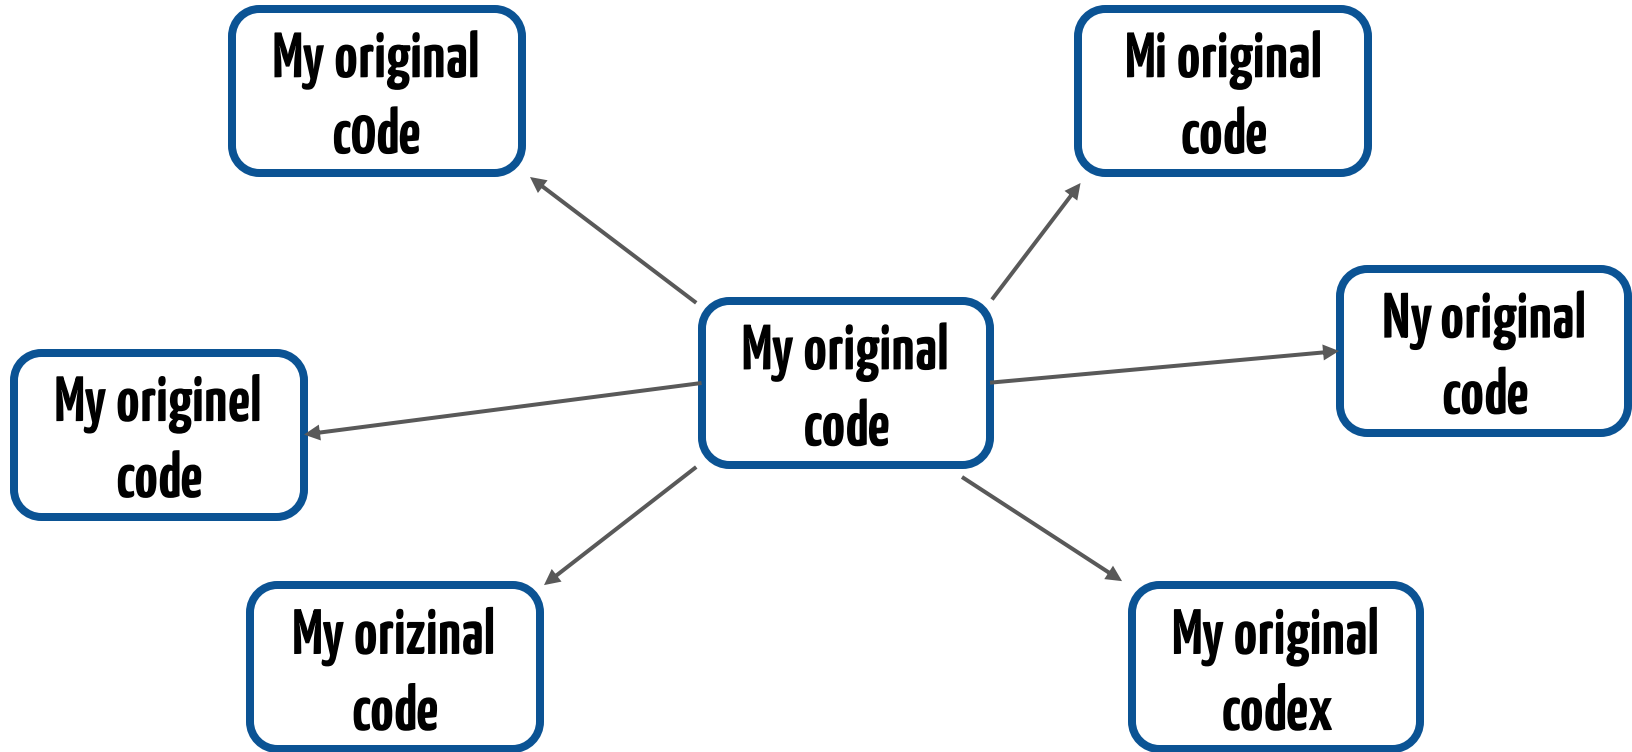 My original
c0de
Mi original
code
My original
code
Ny original
code
My originel
code
My orizinal
code
My original
codex